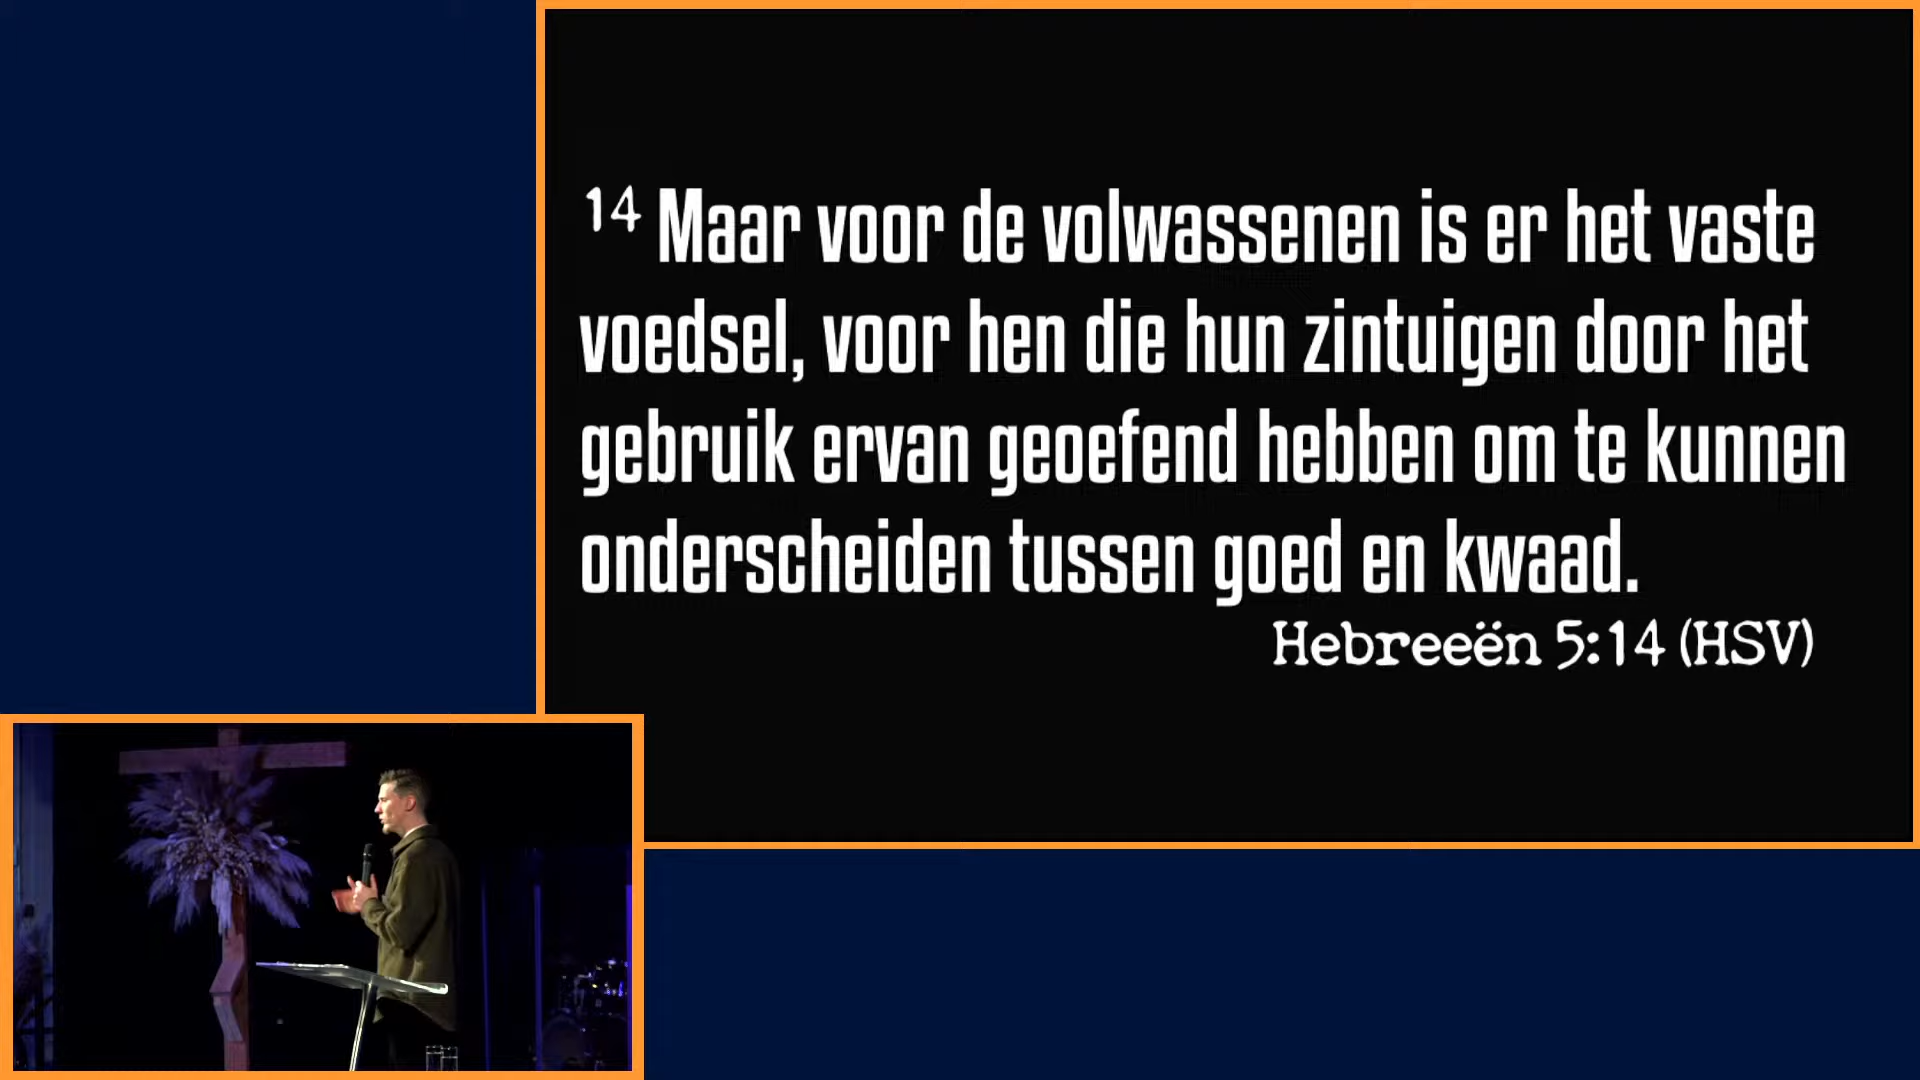 14 Maar voor de volwassenen is er het vaste
voedsel, voor hen die hun zintuigen door het
gebruik ervan geoefend hebben om te kunnen
onderscheiden tussen goed en kwaad.
Hebreeën 5:14 (HSV)